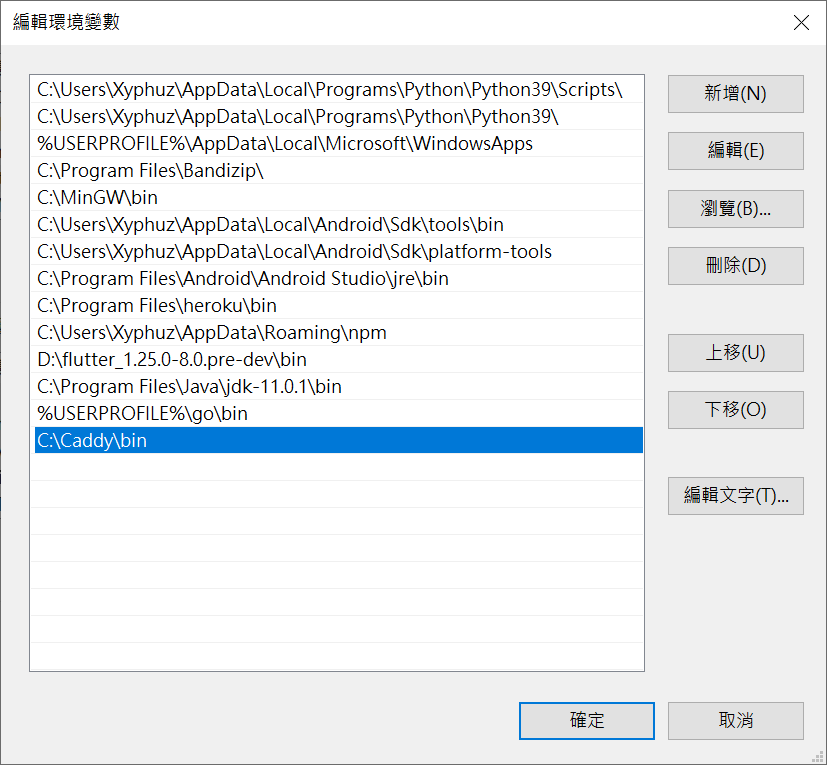 編輯環境變數
C:\Users\Xyphuz\AppData\Local\Programs\Python\Python39\Scripts\
C:\Users\Xyphuz\AppData\Local\Programs\Python\Python39\
%USERPROFILE%\AppData\Local\Microsoft\WindowsApps
C:\Program Files\Bandizip\
C:\MinGW\bin
C:\Users\Xyphuz\AppData\Local\Android\Sdk\tools\bin
C:\Users\Xyphuz\AppData\Local\Android\Sdk\platform-tools
C:\Program Files\Android\Android Studio\jre\bin
C:\Program Files\heroku\bin
C:\Users\Xyphuz\AppData\Roaming\npm
D:\flutter_1.25.0-8.0.pre-dev\bin
C:\Program Files\Java\jdk-11.0.1\bin
%USERPROFILE%\go\bin
C:\Caddy\bin
新增(N)
編輯(E)
瀏覽(B)...
刪除(D)
上移(U)
下移(O)
編輯文字(T)...
確定
取消